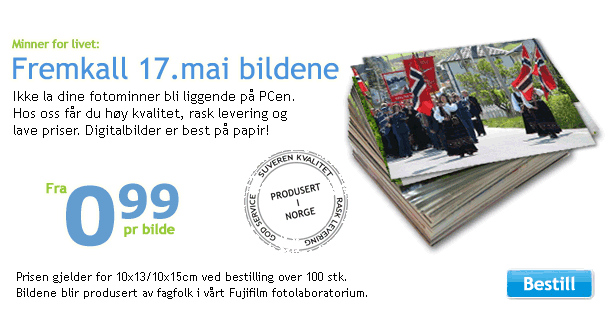 Minner for livet:
Fremkall 17.mai bildene
Ikke la dine fotominner bli liggende på PCen.
Hos oss får du høy kvalitet, rask levering og
lave priser. Digitalbilder er best på papir!
Fra
0 99
pr bilde
SUVEREN KVALITET
PRODUSERT
I
NORGE
GOD SERVICE
RASK LEVERING
Prisen gjelder for 10x13/10x15cm ved bestilling over 100 stk.
Bildene blir produsert av fagfolk i vårt Fujifilm fotolaboratorium.
Bestill